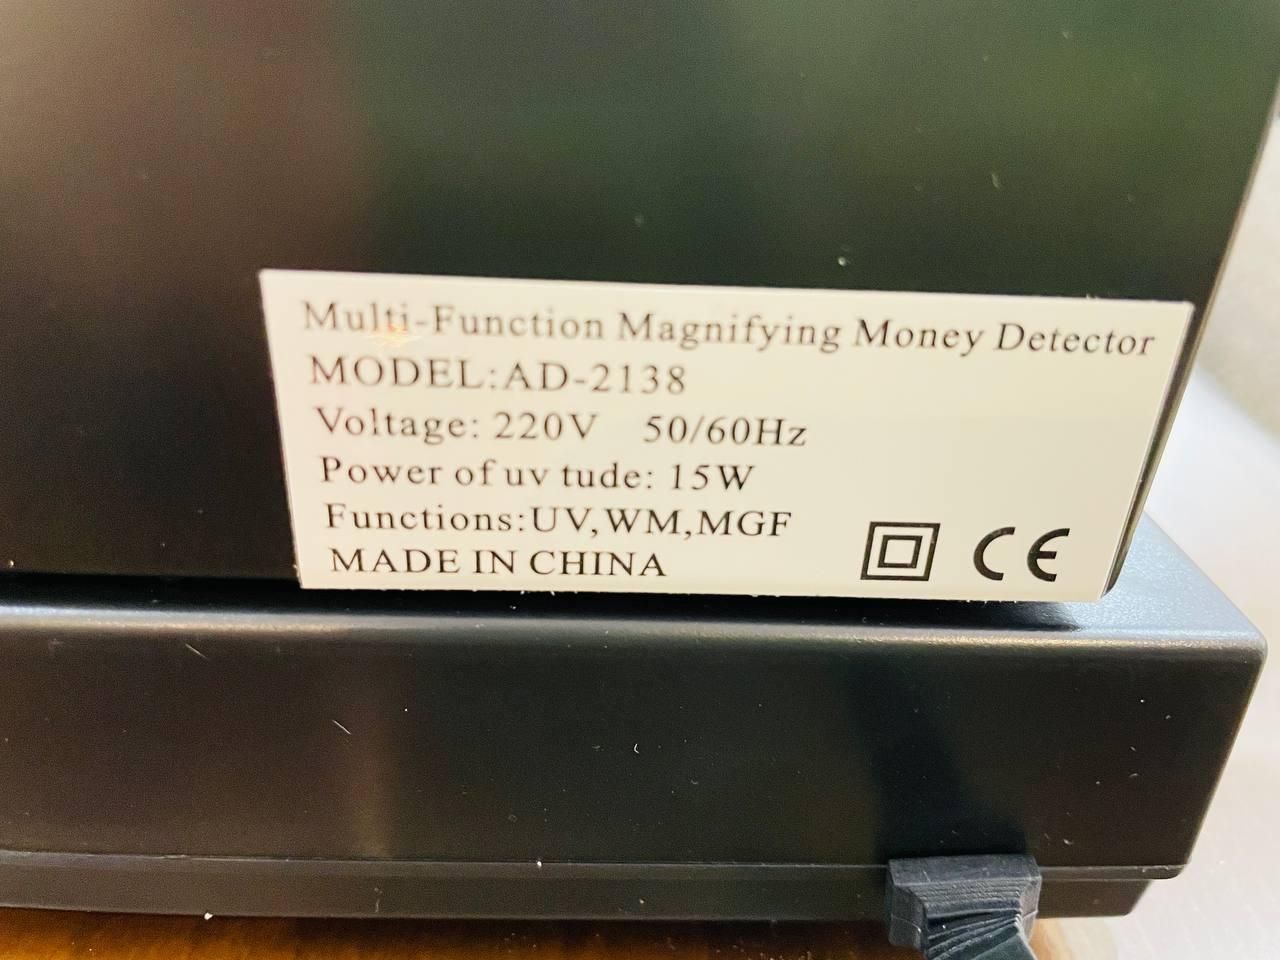 Multi-Function Magnifying Money Detector
MODEL:AD-2138
Voltage: 220V 50/60Hz
Power of uv tude: 15W
Functions:UV,WM,MGF
MADE IN CHINA
CE